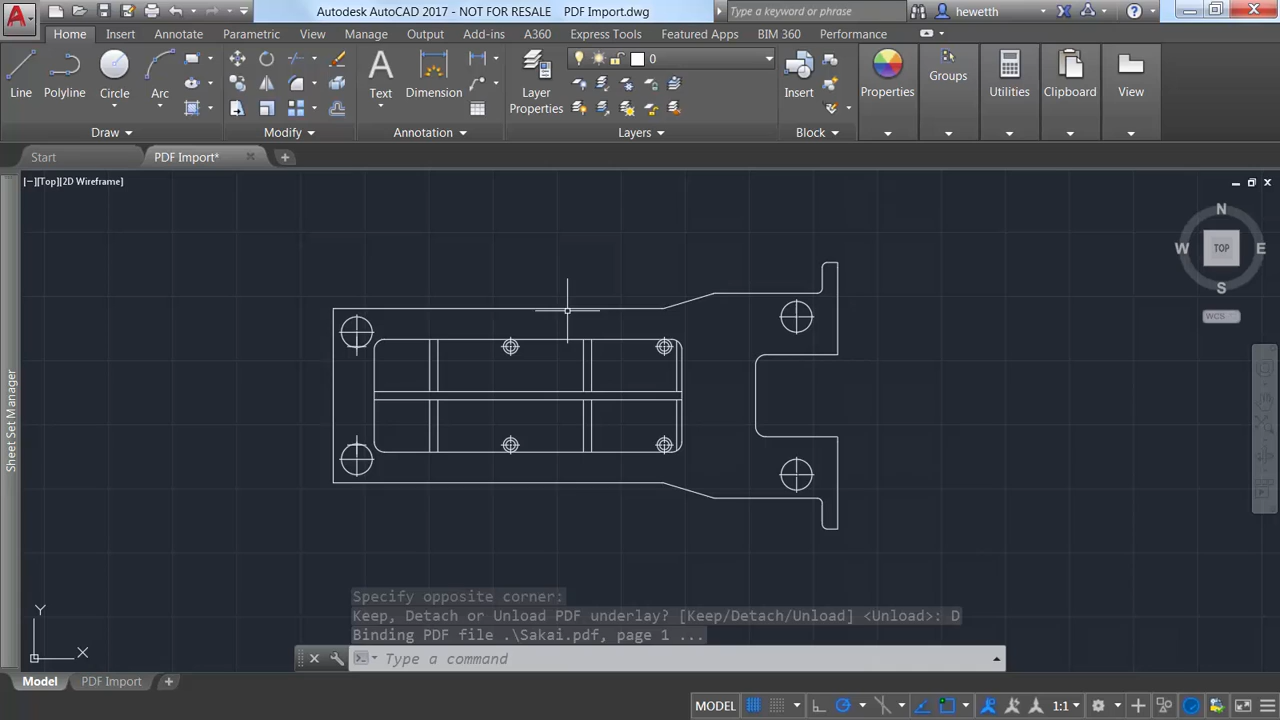 Autodesk AutoCAD 2017 - NOT FOR RESALE PDF Import.dwg
Type a keyword or phrase
hewetth
Home Insert Annotate Parametric View Manage Output Add-ins A360 Express Tools Featured Apps BIM 360 Performance
Line Polyline Circle Arc
Text Dimension
Layer Properties
0
Insert
Properties Groups Utilities Clipboard View
Draw Modify Annotation Layers Block
Start PDF Import*
[−][Top][2D Wireframe]
N
W TOP E
S
WCS
Sheet Set Manager
Y
X
Specify opposite corner:
Keep, Detach or Unload PDF underlay? [Keep/Detach/Unload] <Unload>: D
Binding PDF file .\Sakai.pdf, page 1 ...
Type a command
Model PDF Import
MODEL 1:1